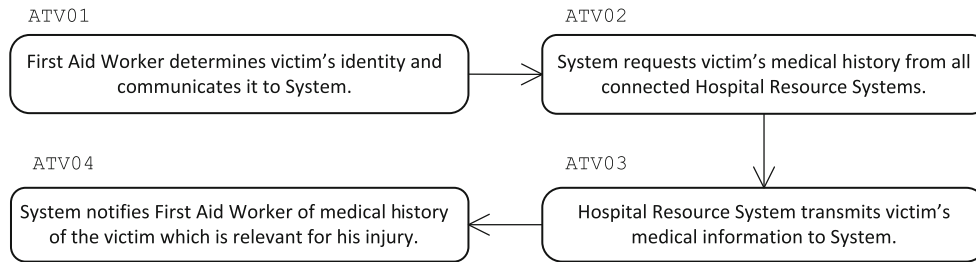 ATV01
First Aid Worker determines victim's identity and
communicates it to System.
ATV02
System requests victim's medical history from all
connected Hospital Resource Systems.
ATV04
System notifies First Aid Worker of medical history
of the victim which is relevant for his injury.
ATV03
Hospital Resource System transmits victim's
medical information to System.